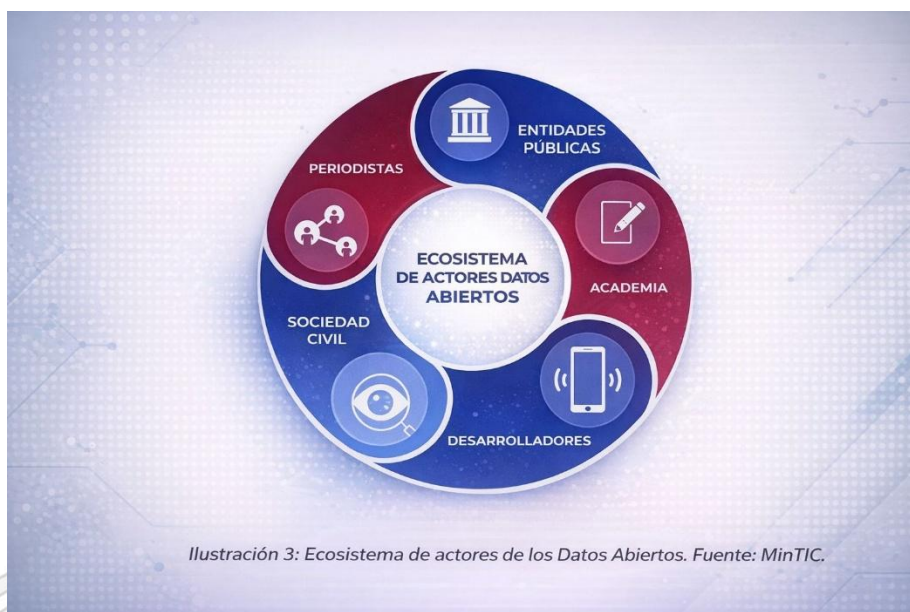 ENTIDADES
PÚBLICAS
PERIODISTAS
ECOSISTEMA
DE ACTORES DATOS
ABIERTOS
ACADEMIA
SOCIEDAD
CIVIL
DESARROLLADORES
Ilustración 3: Ecosistema de actores de los Datos Abiertos. Fuente: MinTIC.